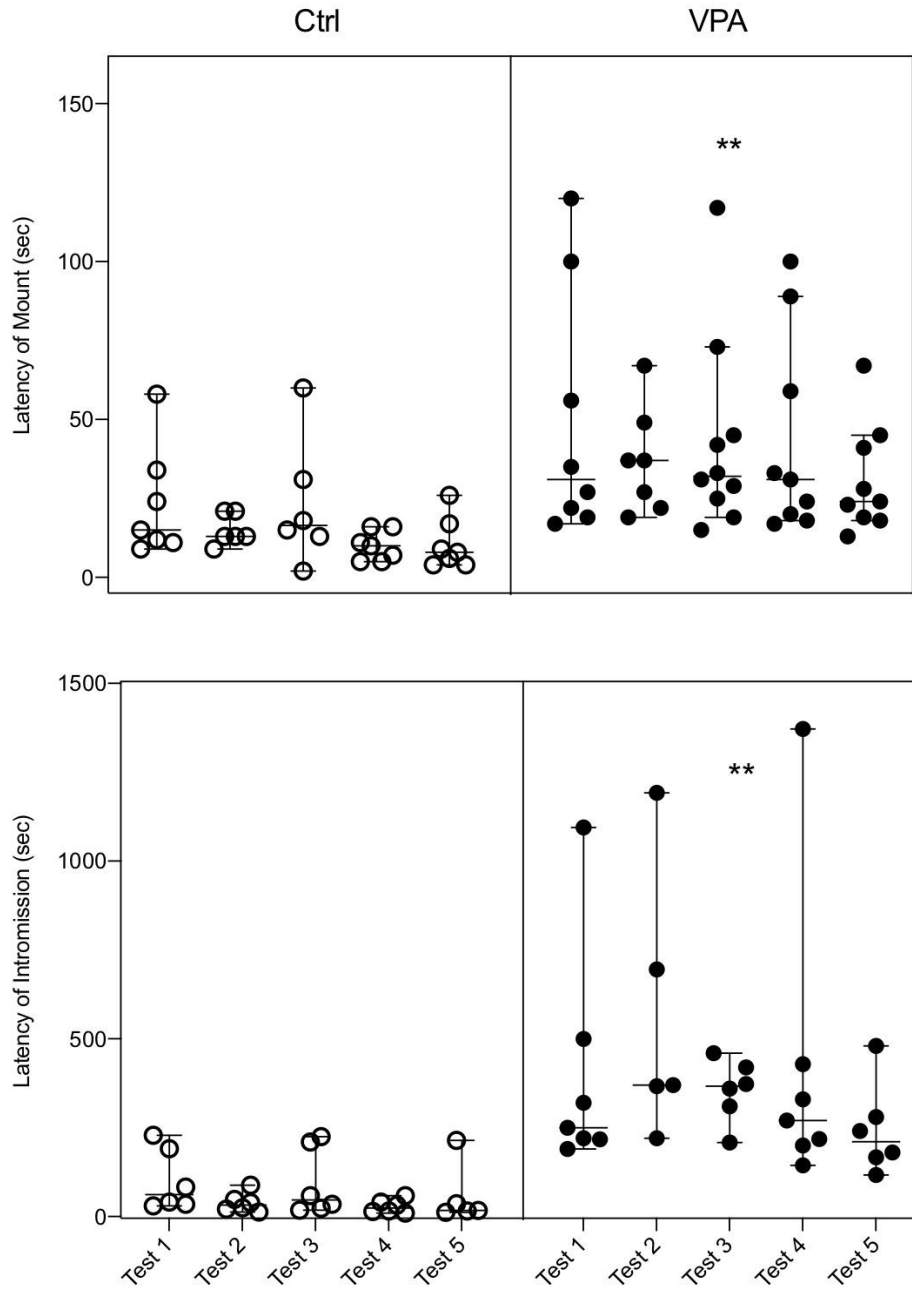 Ctrl VPA
Latency of Mount (sec)
150
100
50
0
**
Latency of Intromission (sec)
1500
1000
500
0
**
Test 1 Test 2 Test 3 Test 4 Test 5 Test 1 Test 2 Test 3 Test 4 Test 5